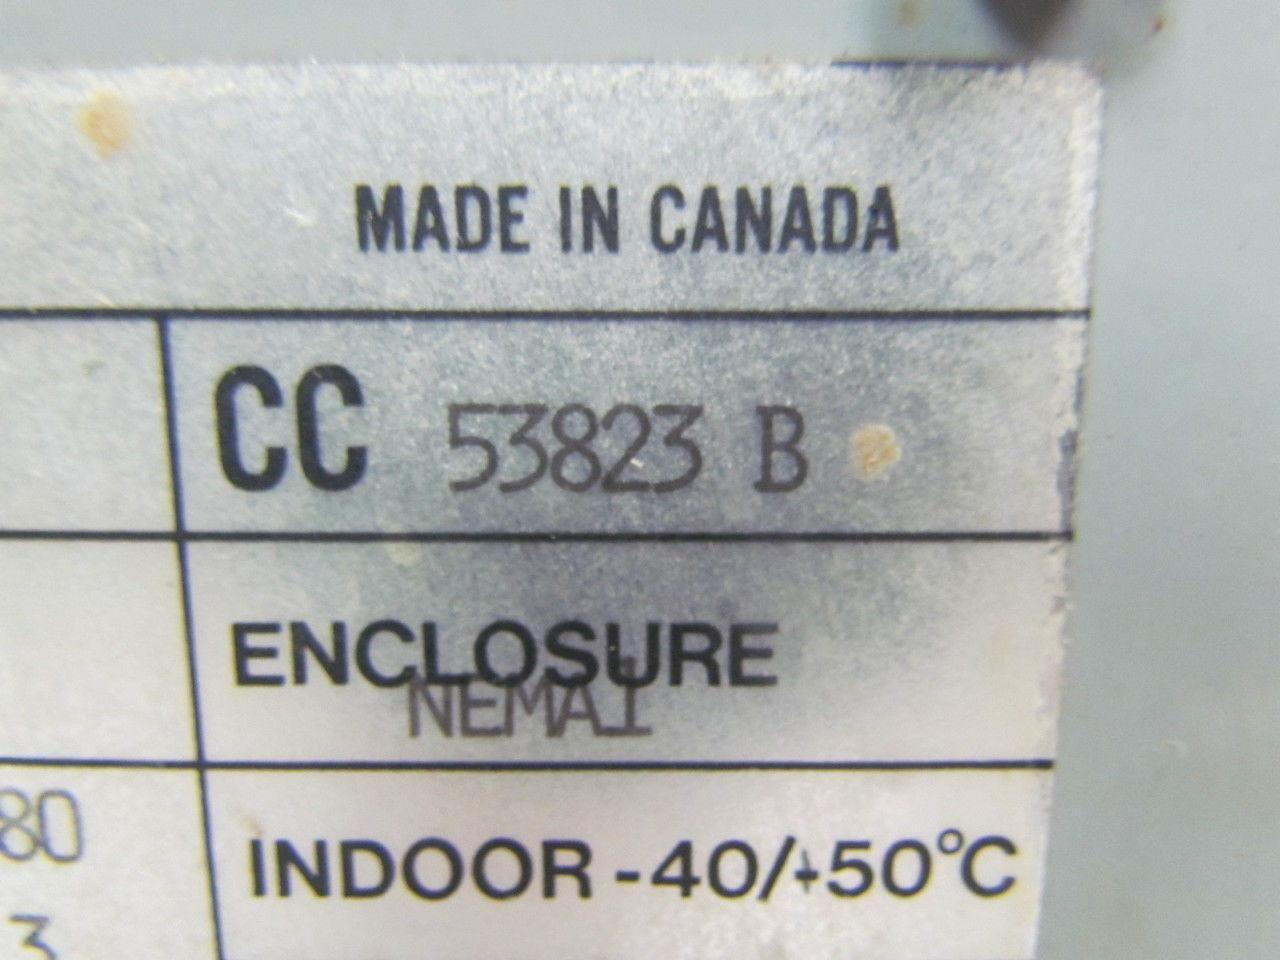 MADE IN CANADA
CC 53823 B
ENCLOSURE
NEMA1
80
INDOOR -40/+50°C
3